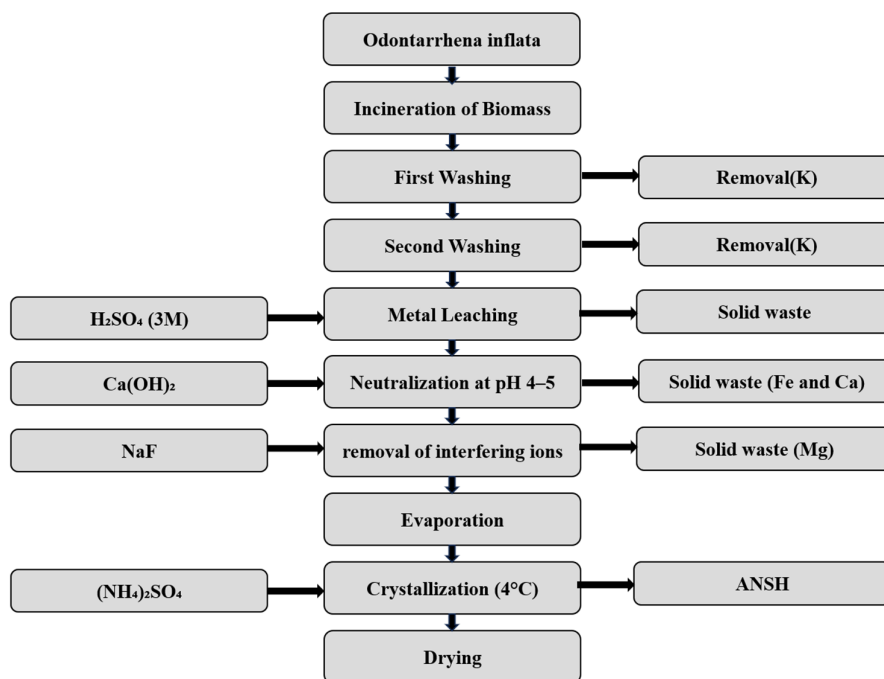 Odontarrhena inflata
Incineration of Biomass
First Washing
Removal(K)
Second Washing
Removal(K)
H₂SO₄ (3M)
Metal Leaching
Solid waste
Ca(OH)₂
Neutralization at pH 4–5
Solid waste (Fe and Ca)
NaF
removal of interfering ions
Solid waste (Mg)
Evaporation
(NH₄)₂SO₄
Crystallization (4°C)
ANSH
Drying